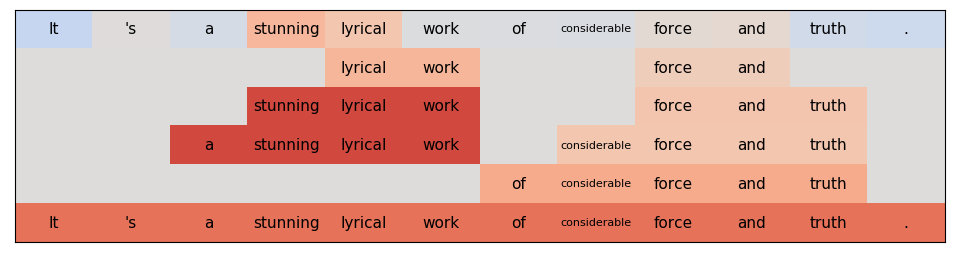 It 's a stunning lyrical work of considerable force and truth .
lyrical work force and
stunning lyrical work force and truth
a stunning lyrical work considerable force and truth
of considerable force and truth
It 's a stunning lyrical work of considerable force and truth .